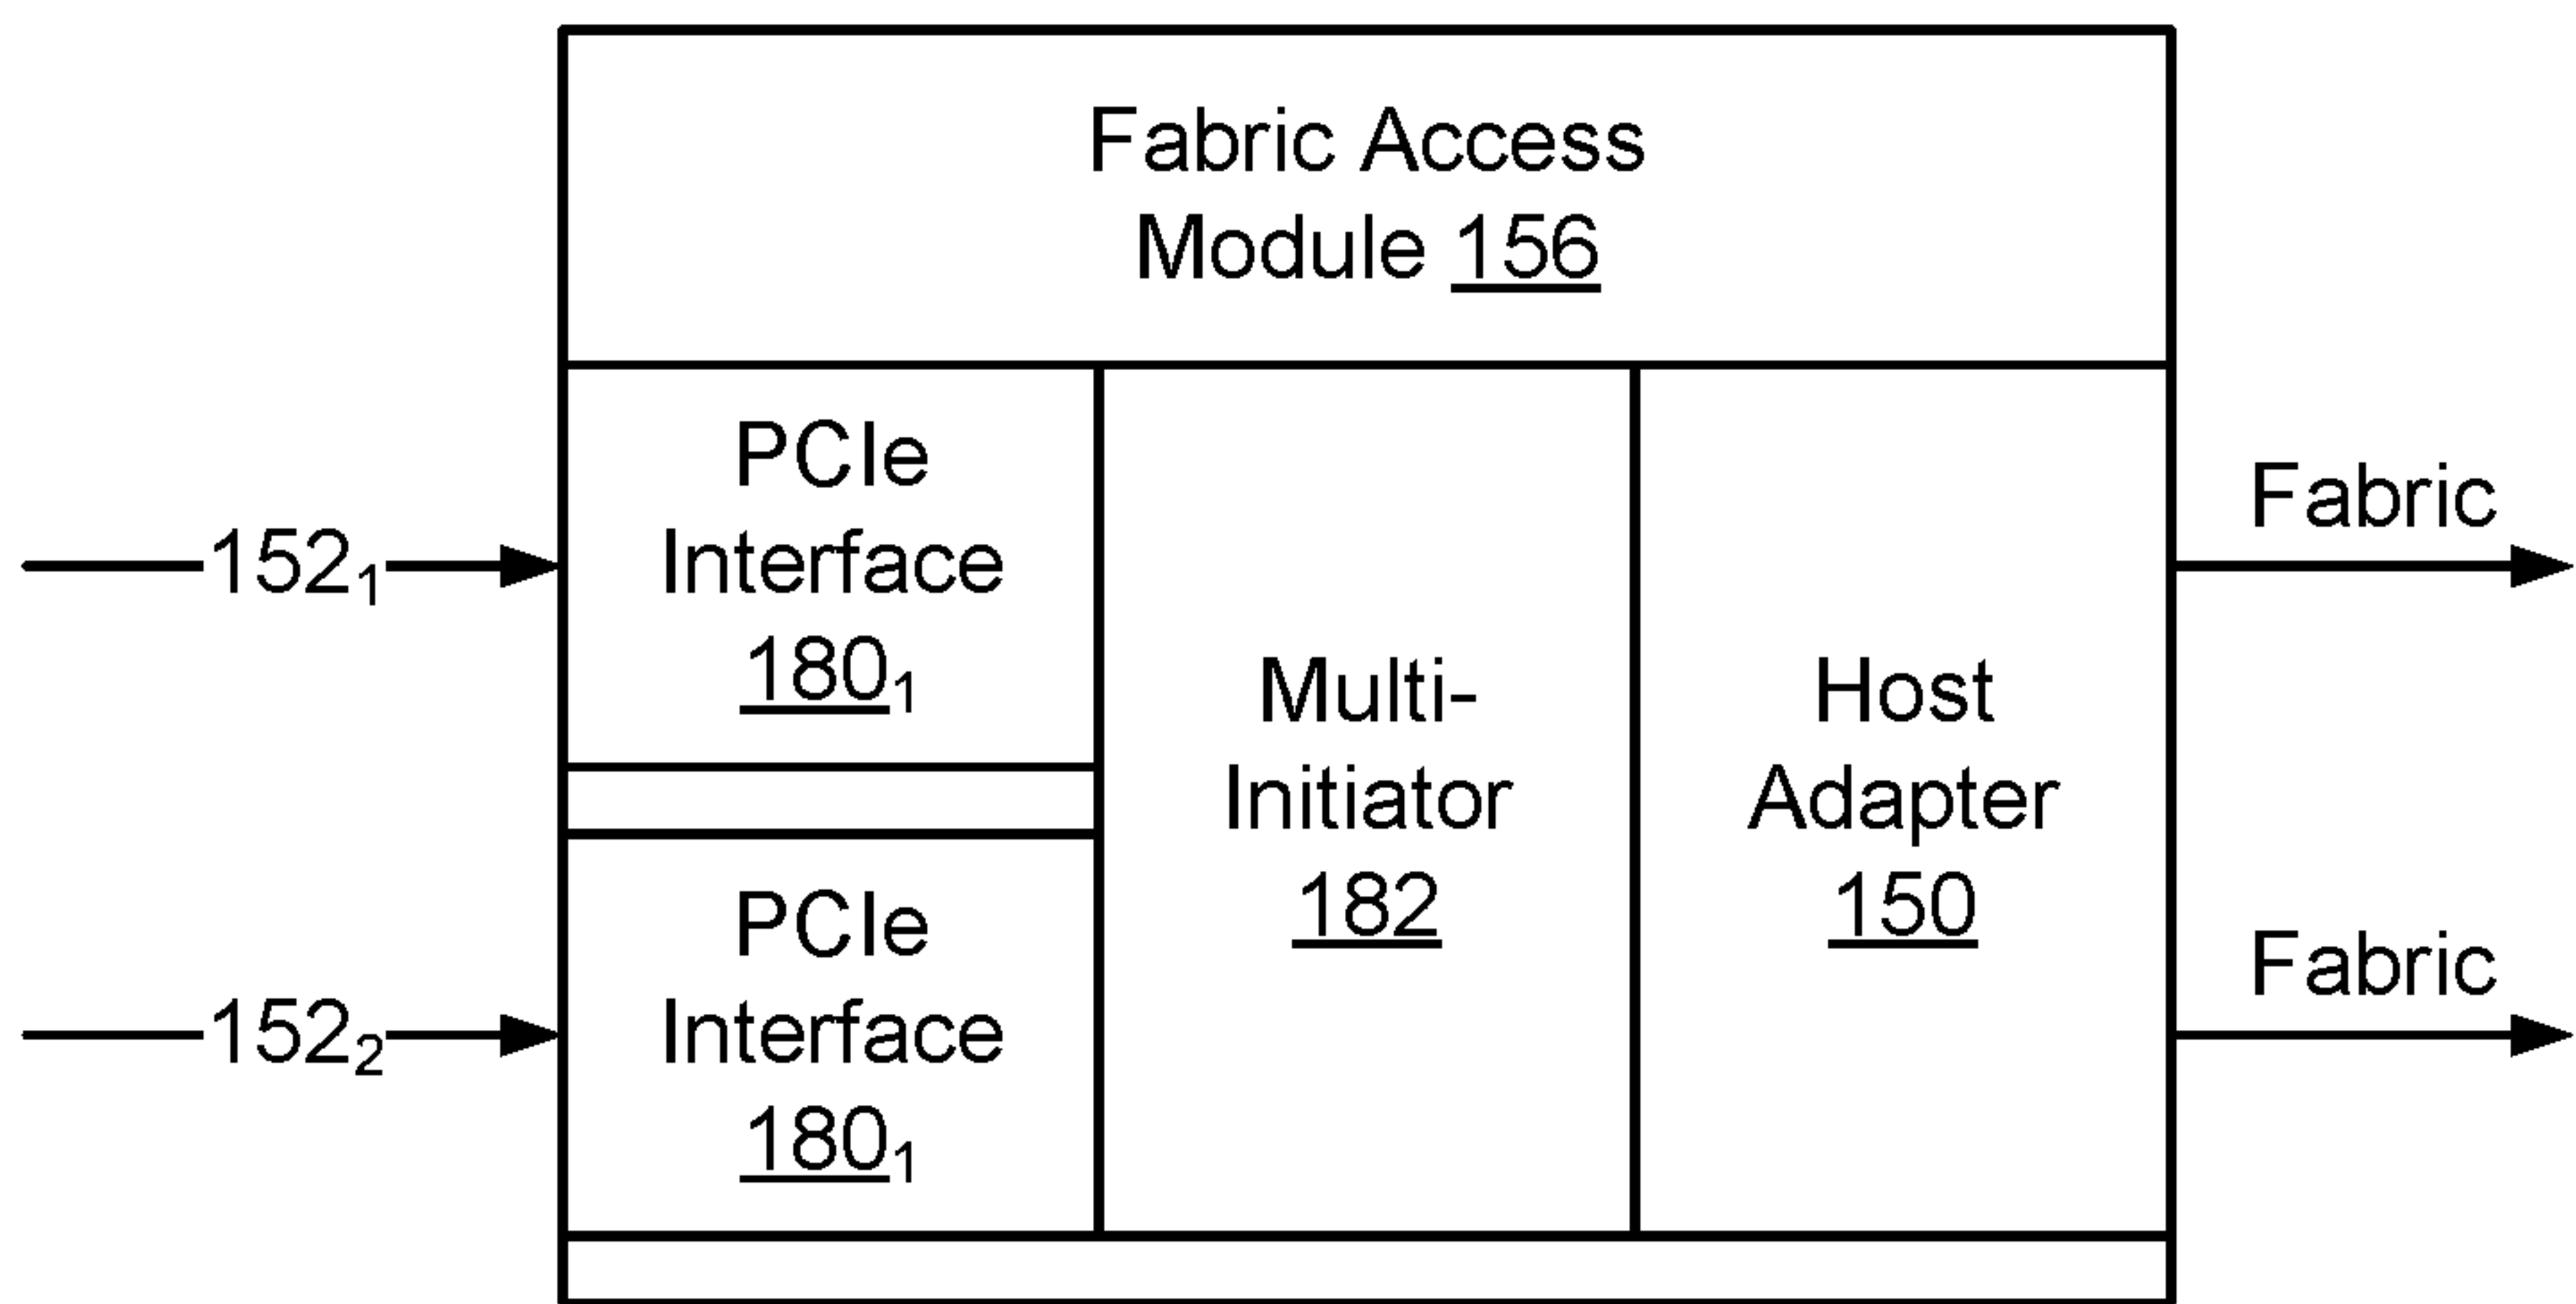 Fabric Access
Module 156
PCIe
Interface
180₁
152₁
PCIe
Interface
180₁
152₂
Multi-
Initiator
182
Host
Adapter
150
Fabric
Fabric